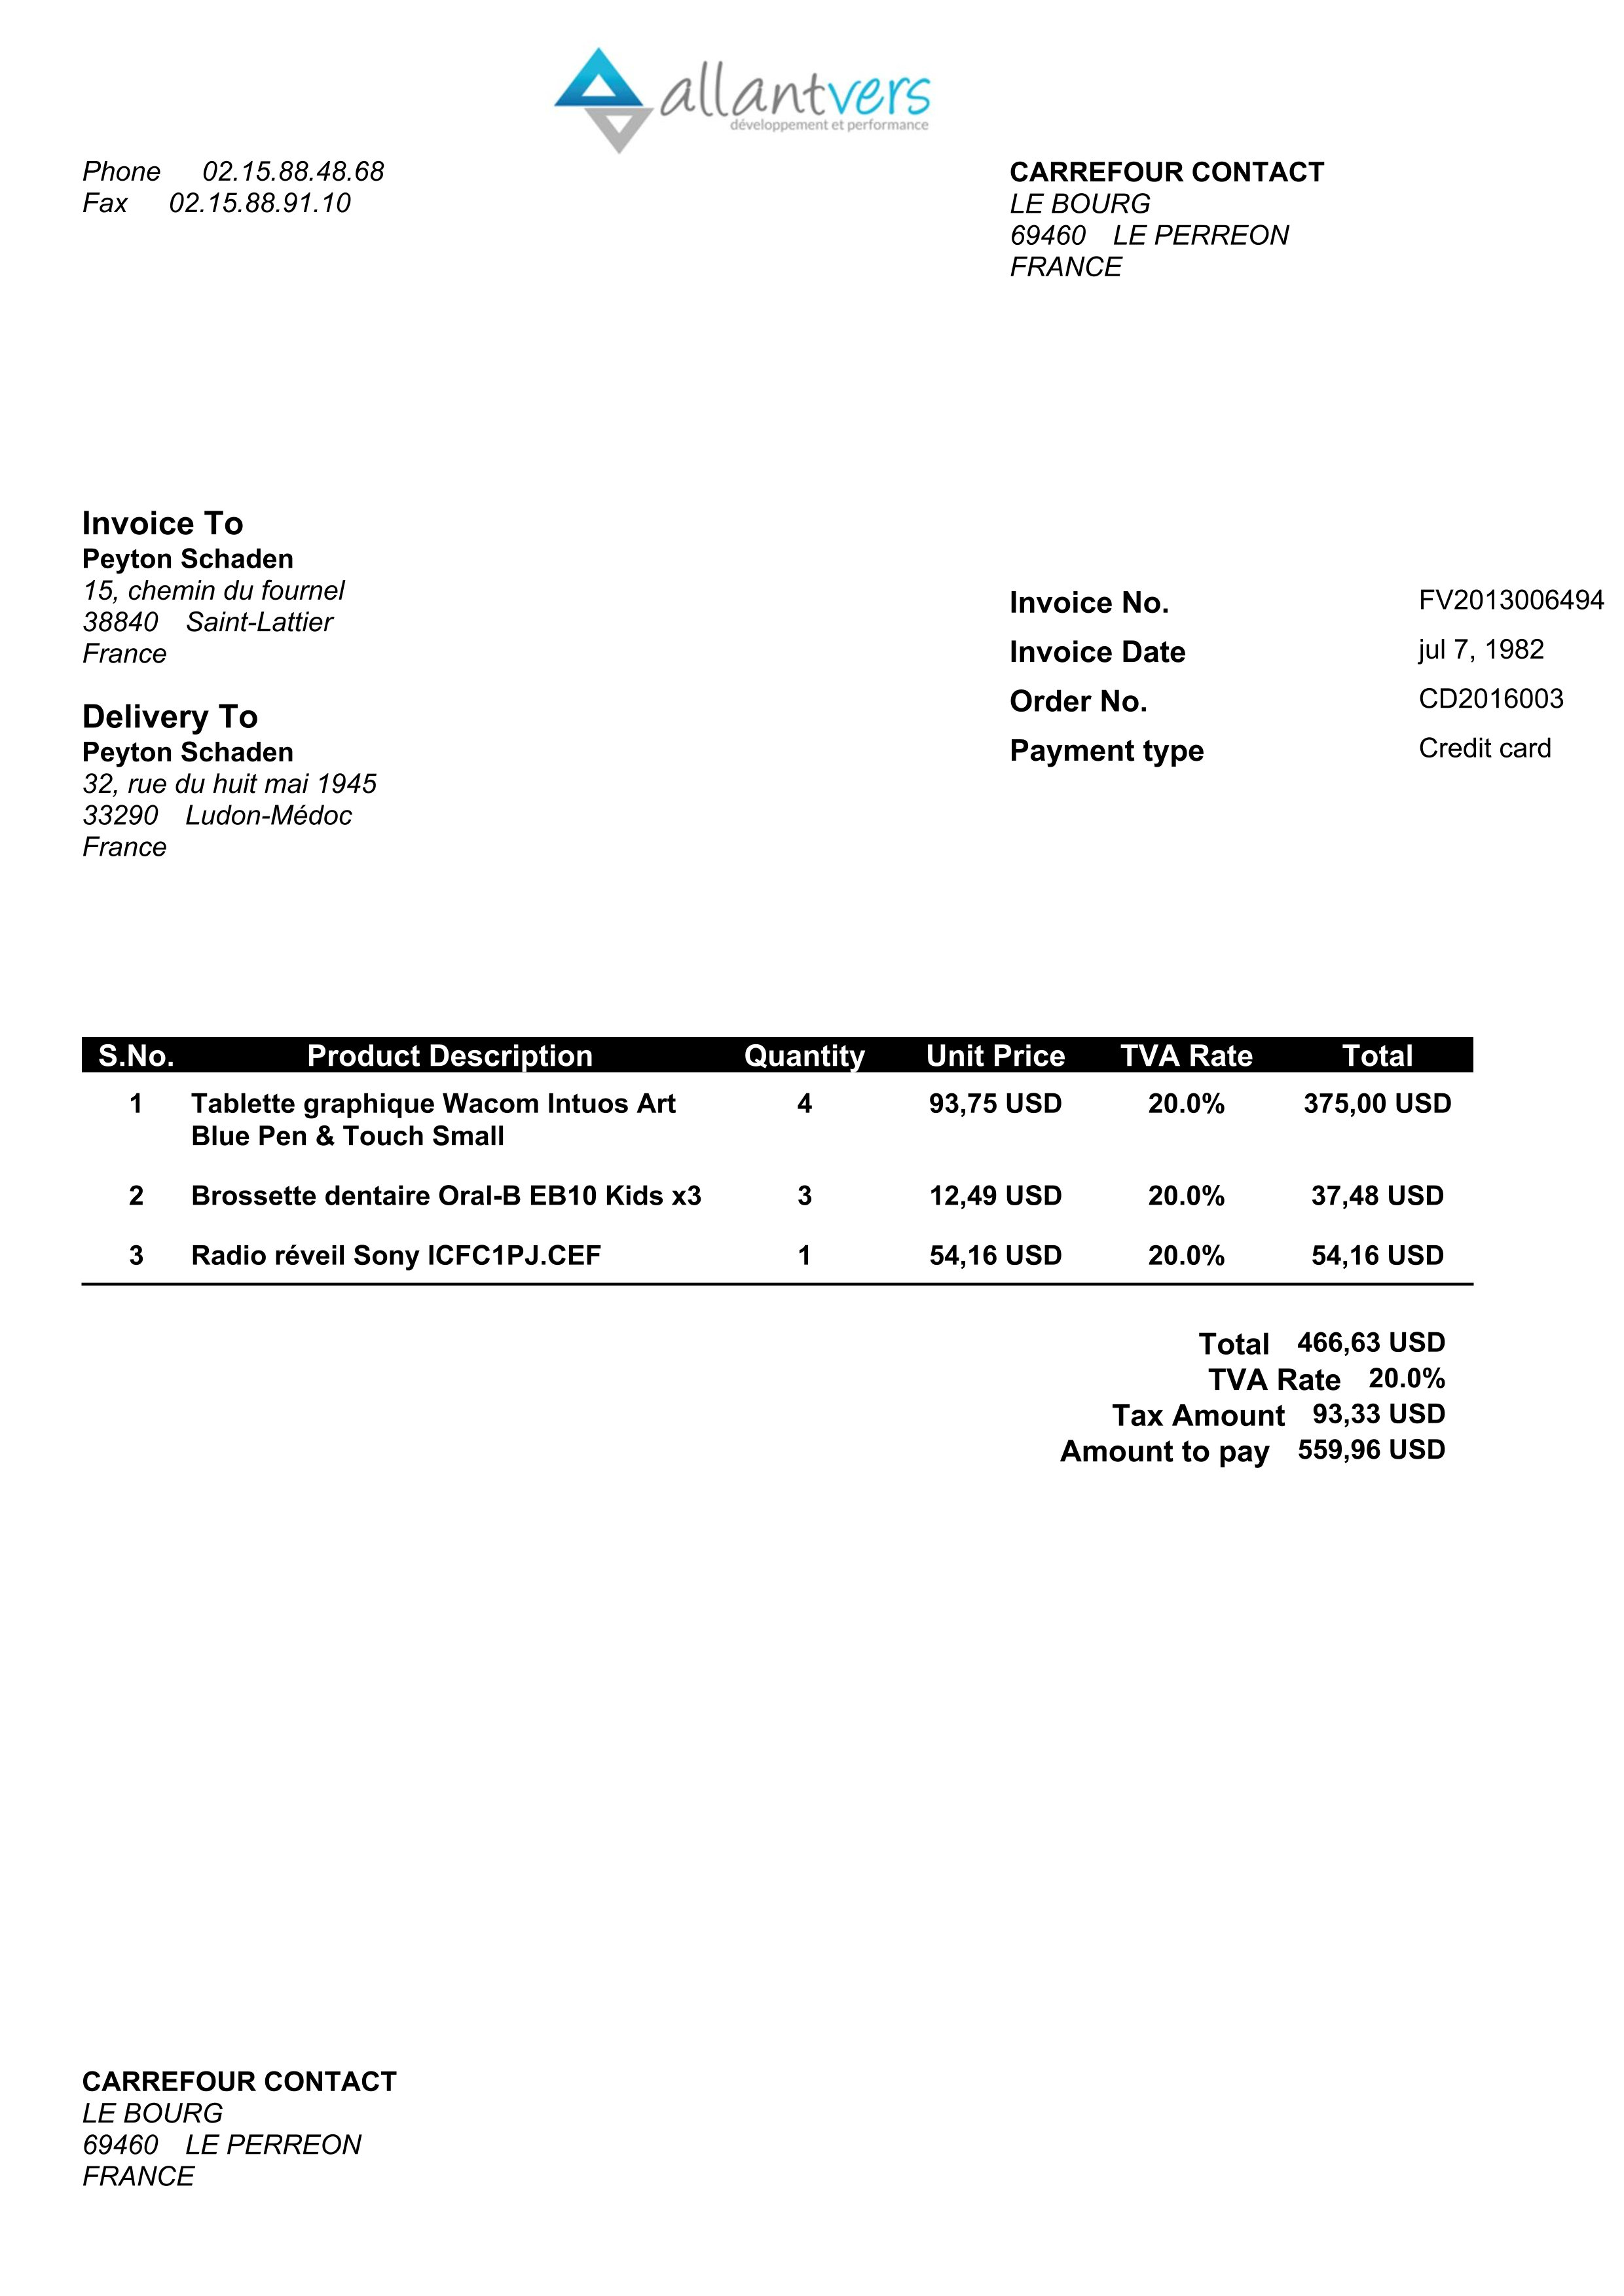 allantvers
développement et performance
Phone 02.15.88.48.68
Fax 02.15.88.91.10
CARREFOUR CONTACT
LE BOURG
69460 LE PERREON
FRANCE
Invoice To
Peyton Schaden
15, chemin du fournel
38840 Saint-Lattier
France
Delivery To
Peyton Schaden
32, rue du huit mai 1945
33290 Ludon-Médoc
France
Invoice No. FV2013006494
Invoice Date jul 7, 1982
Order No. CD2016003
Payment type Credit card
S.No. Product Description Quantity Unit Price TVA Rate Total
1 Tablette graphique Wacom Intuos Art 4 93,75 USD 20.0% 375,00 USD
Blue Pen & Touch Small
2 Brossette dentaire Oral-B EB10 Kids x3 3 12,49 USD 20.0% 37,48 USD
3 Radio réveil Sony ICFC1PJ.CEF 1 54,16 USD 20.0% 54,16 USD
Total 466,63 USD
TVA Rate 20.0%
Tax Amount 93,33 USD
Amount to pay 559,96 USD
CARREFOUR CONTACT
LE BOURG
69460 LE PERREON
FRANCE